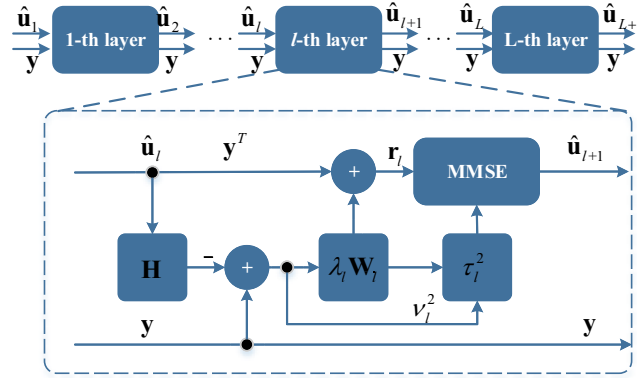 û₁ 1-th layer û₂ · · · û_l l-th layer û_{l+1} · · · û_L L-th layer û_{L+
y y y y y y
û_l y^T r_l û_{l+1}
+ MMSE
H - + λ_l W_l τ_l^2
ν_l^2
y y